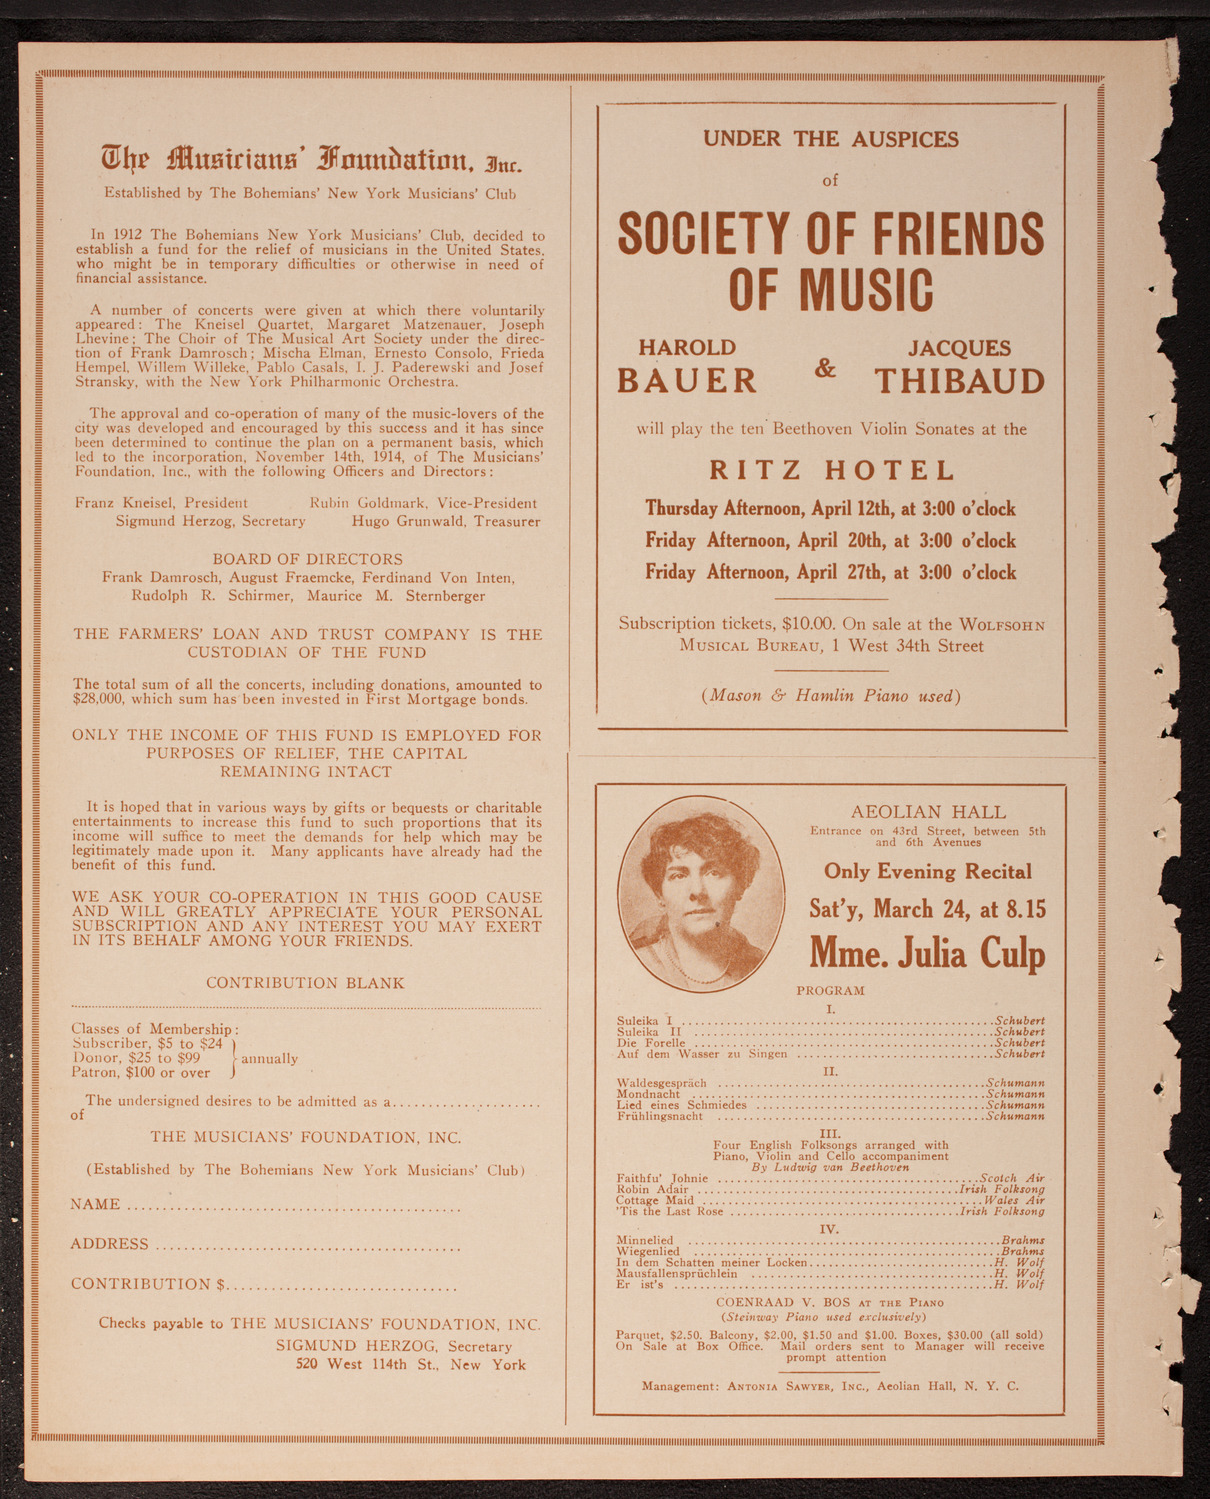 The Musicians' Foundation, Inc.
Established by The Bohemians' New York Musicians' Club
In 1912 The Bohemians New York Musicians' Club, decided to
establish a fund for the relief of musicians in the United States,
who might be in temporary difficulties or otherwise in need of
financial assistance.
A number of concerts were given at which there voluntarily
appeared: The Kneisel Quartet, Margaret Matzenauer, Joseph
Lhevine; The Choir of The Musical Art Society under the direc-
tion of Frank Damrosch; Mischa Elman, Ernesto Consolo, Frieda
Hempel, Willem Willeke, Pablo Casals, I. J. Paderewski and Josef
Stransky, with the New York Philharmonic Orchestra.
The approval and co-operation of many of the music-lovers of the
city was developed and encouraged by this success and it has since
been determined to continue the plan on a permanent basis, which
led to the incorporation, November 14th, 1914, of The Musicians'
Foundation, Inc., with the following Officers and Directors:
Franz Kneisel, President Rubin Goldmark, Vice-President
Sigmund Herzog, Secretary Hugo Grunwald, Treasurer
BOARD OF DIRECTORS
Frank Damrosch, August Fraemcke, Ferdinand Von Inten,
Rudolph R. Schirmer, Maurice M. Sternberger
THE FARMERS' LOAN AND TRUST COMPANY IS THE
CUSTODIAN OF THE FUND
The total sum of all the concerts, including donations, amounted to
$28,000, which sum has been invested in First Mortgage bonds.
ONLY THE INCOME OF THIS FUND IS EMPLOYED FOR
PURPOSES OF RELIEF, THE CAPITAL
REMAINING INTACT
It is hoped that in various ways by gifts or bequests or charitable
entertainments to increase this fund to such proportions that its
income will suffice to meet the demands for help which may be
legitimately made upon it. Many applicants have already had the
benefit of this fund.
WE ASK YOUR CO-OPERATION IN THIS GOOD CAUSE
AND WILL GREATLY APPRECIATE YOUR PERSONAL
SUBSCRIPTION AND ANY INTEREST YOU MAY EXERT
IN ITS BEHALF AMONG YOUR FRIENDS.
CONTRIBUTION BLANK
Classes of Membership:
Subscriber, $5 to $24
Donor, $25 to $99 } annually
Patron, $100 or over
The undersigned desires to be admitted as a....................
of
THE MUSICIANS' FOUNDATION, INC.
(Established by The Bohemians New York Musicians' Club)
NAME ..........................................
ADDRESS ......................................
CONTRIBUTION $.............................
Checks payable to THE MUSICIANS' FOUNDATION, INC.
SIGMUND HERZOG, Secretary
520 West 114th St., New York
UNDER THE AUSPICES
of
SOCIETY OF FRIENDS
OF MUSIC
HAROLD JACQUES
BAUER & THIBAUD
will play the ten Beethoven Violin Sonates at the
RITZ HOTEL
Thursday Afternoon, April 12th, at 3:00 o'clock
Friday Afternoon, April 20th, at 3:00 o'clock
Friday Afternoon, April 27th, at 3:00 o'clock
Subscription tickets, $10.00. On sale at the WOLFSOHN
MUSICAL BUREAU, 1 West 34th Street
(Mason & Hamlin Piano used)
AEOLIAN HALL
Entrance on 43rd Street, between 5th
and 6th Avenues
Only Evening Recital
Sat'y, March 24, at 8.15
Mme. Julia Culp
PROGRAM
I.
Suleika I ........................ Schubert
Suleika II ........................ Schubert
Die Forelle ........................ Schubert
Auf dem Wasser zu Singen ........................ Schubert
II.
Waldesgespräch ........................ Schumann
Mondnacht ........................ Schumann
Lied eines Schmiedes ........................ Schumann
Frühlingsnacht ........................ Schumann
III.
Four English Folksongs arranged with
Piano, Violin and Cello accompaniment
By Ludwig van Beethoven
Faithfu' Johnie ........................ Scotch Air
Robin Adair ........................ Irish Folksong
Cottage Maid ........................ Wales Air
'Tis the Last Rose ........................ Irish Folksong
IV.
Minnelied ........................ Brahms
Wiegenlied ........................ Brahms
In dem Schatten meiner Locken ........................ H. Wolf
Mausfallensprüchlein ........................ H. Wolf
Er ist's ........................ H. Wolf
COENRAAD V. BOS AT THE PIANO
(Steinway Piano used exclusively)
Parquet, $2.50. Balcony, $2.00, $1.50 and $1.00. Boxes, $30.00 (all sold)
On Sale at Box Office. Mail orders sent to Manager will receive
prompt attention
Management: ANTONIA SAWYER, INC., Aeolian Hall, N. Y. C.